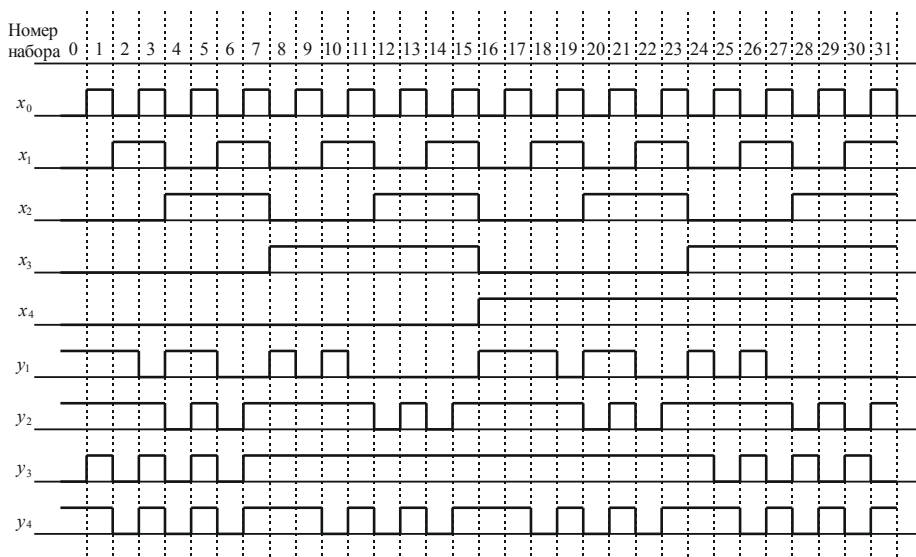 Номер
набора 0 1 2 3 4 5 6 7 8 9 10 11 12 13 14 15 16 17 18 19 20 21 22 23 24 25 26 27 28 29 30 31
x₀
x₁
x₂
x₃
x₄
y₁
y₂
y₃
y₄